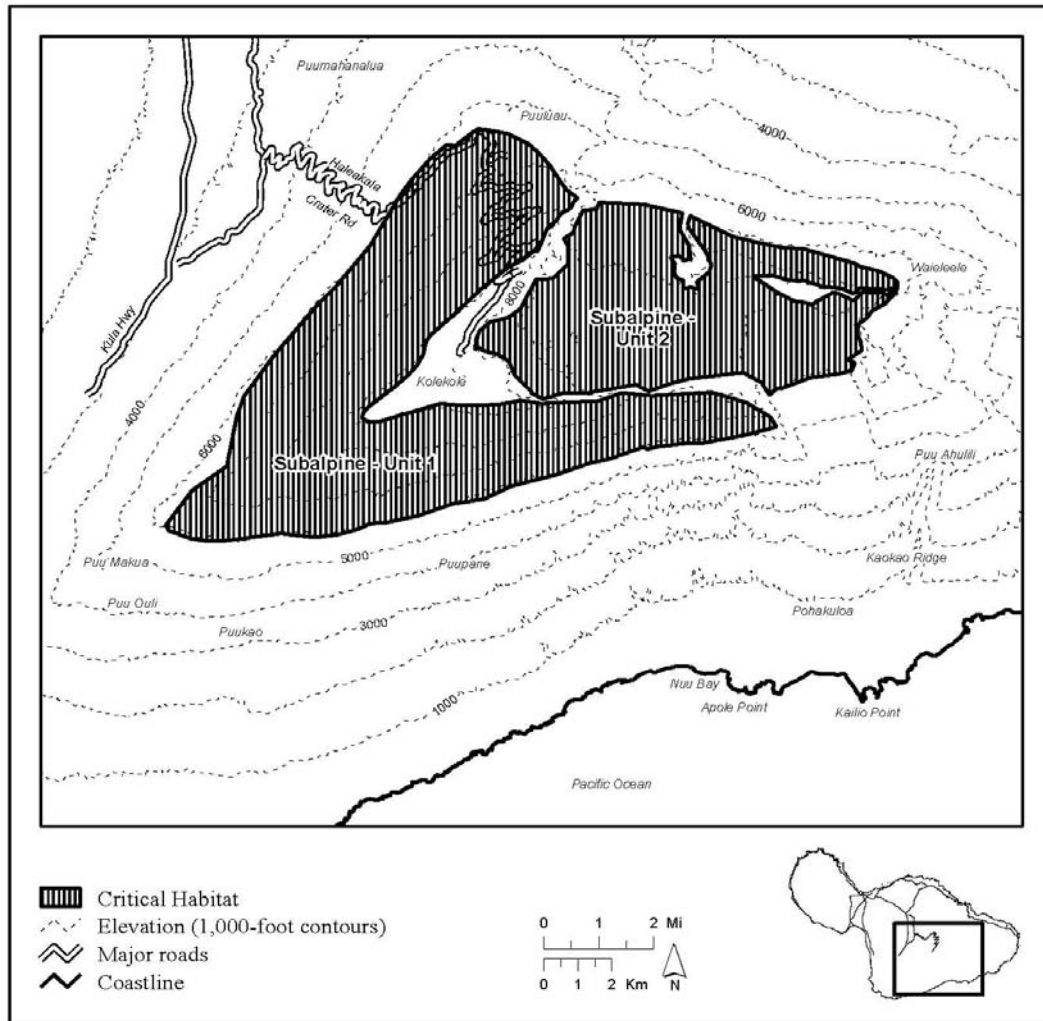 Puumahanalua
Puuluau
4000
Haleakala
Crater Rd
6000
Waieleele
8000
Kula Hwy
Subalpine -
Unit 2
Kolekole
4000
6000
Subalpine - Unit 1
Puu Ahulili
5000
Puu Makua
Puupane
Kaokao Ridge
Puu Ouli
Pohakuloa
3000
Puukao
Nuu Bay
1000
Apole Point
Kailio Point
Pacific Ocean
Critical Habitat
Elevation (1,000-foot contours)
Major roads
Coastline
0 1 2 Mi
0 1 2 Km
N